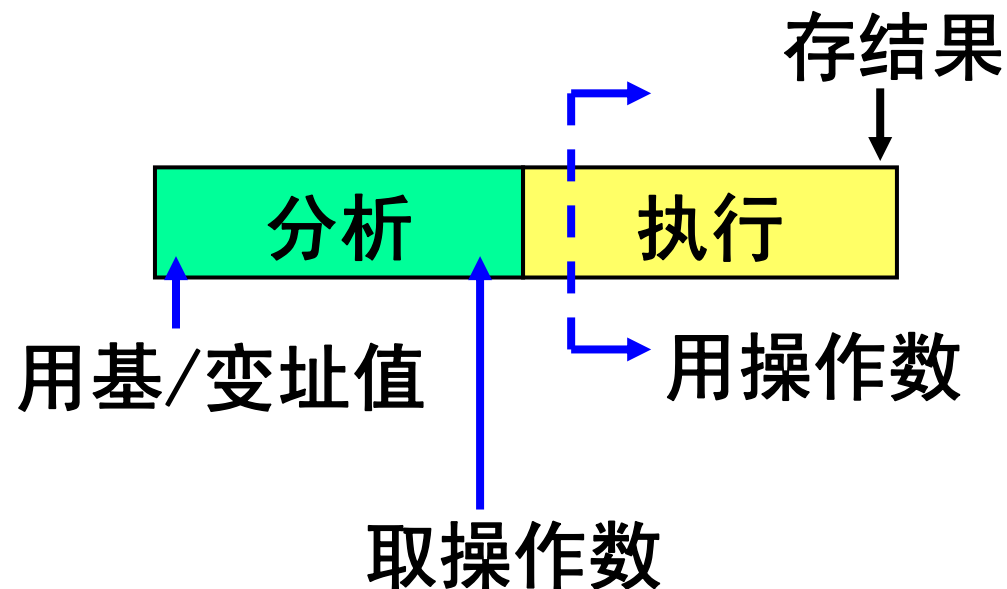 存结果
分析
执行
用基/变址值
用操作数
取操作数